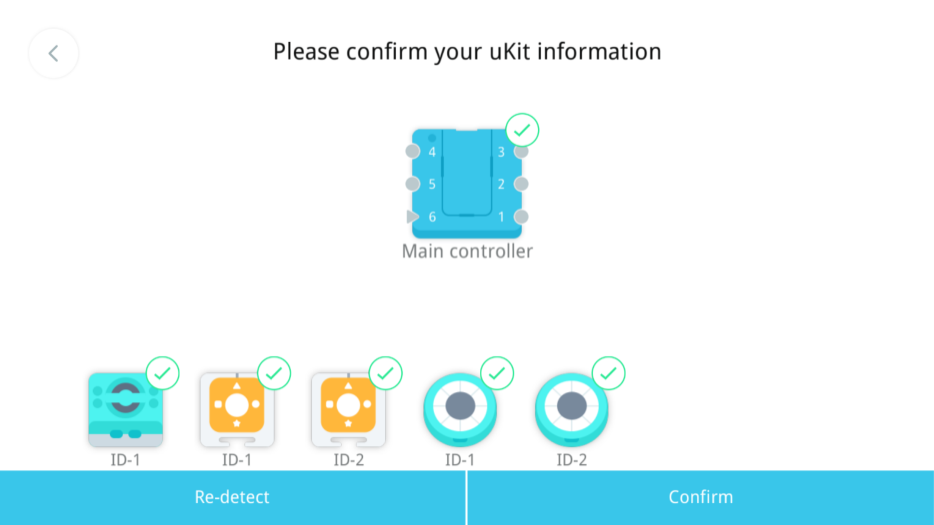 Please confirm your uKit information
4 3
5 2
6 1
Main controller
ID-1 ID-1 ID-2 ID-1 ID-2
Re-detect Confirm